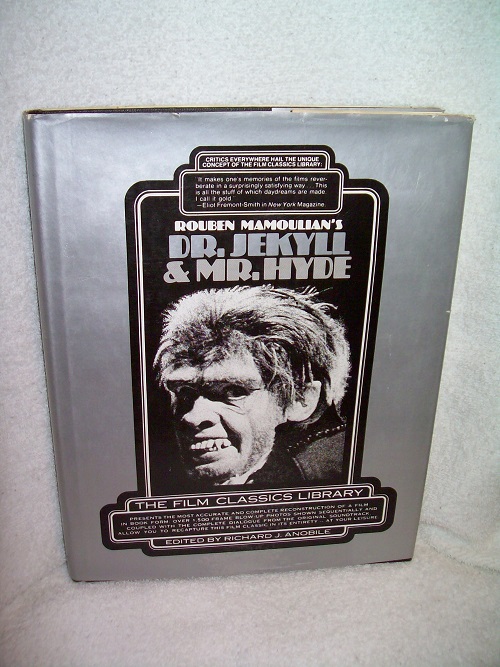 CRITICS EVERYWHERE HAIL THE UNIQUE
CONCEPT OF THE FILM CLASSICS LIBRARY:
It makes one's memories of the films rever-
berate in a surprisingly satisfying way . . . This
is all the stuff of which daydreams are made.
I call it gold.
—Eliot Fremont-Smith in New York Magazine.
ROUBEN MAMOULIAN'S
DR. JEKYLL
& MR. HYDE
THE FILM CLASSICS LIBRARY
PRESENTS THE MOST ACCURATE AND COMPLETE RECONSTRUCTION OF A FILM
IN BOOK FORM: OVER 1,500 FRAME BLOW-UP PHOTOS SHOWN SEQUENTIALLY AND
COUPLED WITH THE COMPLETE DIALOGUE FROM THE ORIGINAL SOUNDTRACK
ALLOW YOU TO RECAPTURE THIS FILM CLASSIC IN ITS ENTIRETY — AT YOUR LEISURE.
EDITED BY RICHARD J. ANOBILE